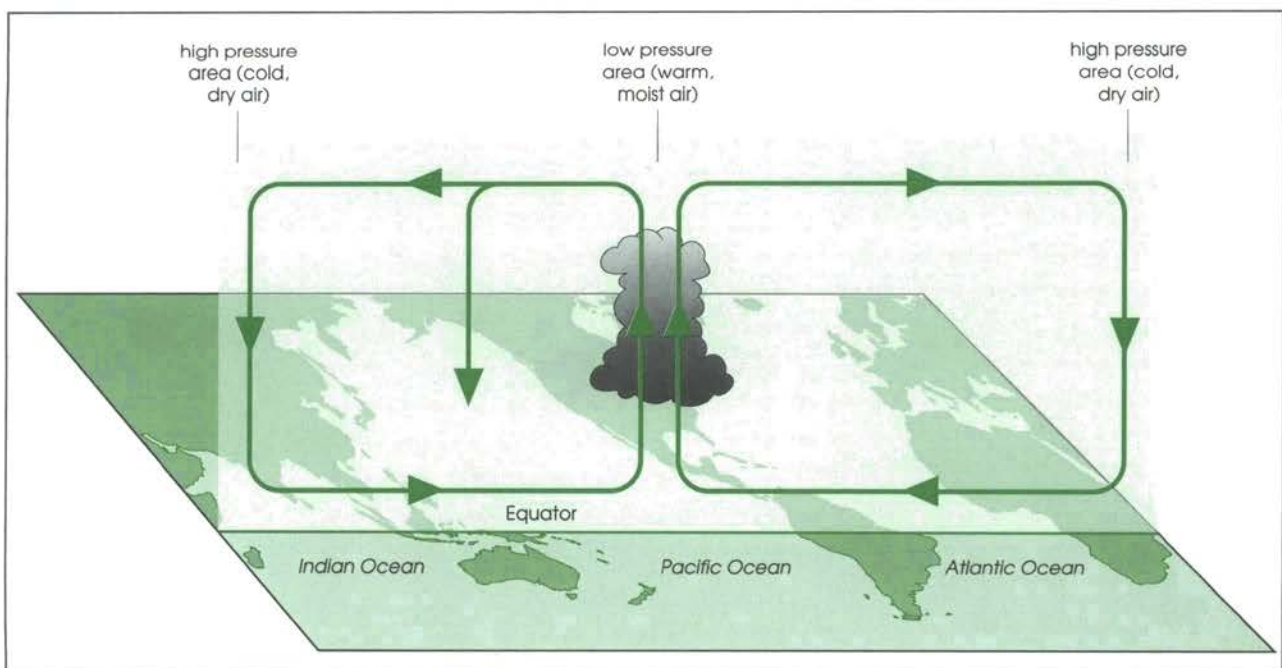 high pressure
area (cold,
dry air)
low pressure
area (warm,
moist air)
high pressure
area (cold,
dry air)
Equator
Indian Ocean
Pacific Ocean
Atlantic Ocean